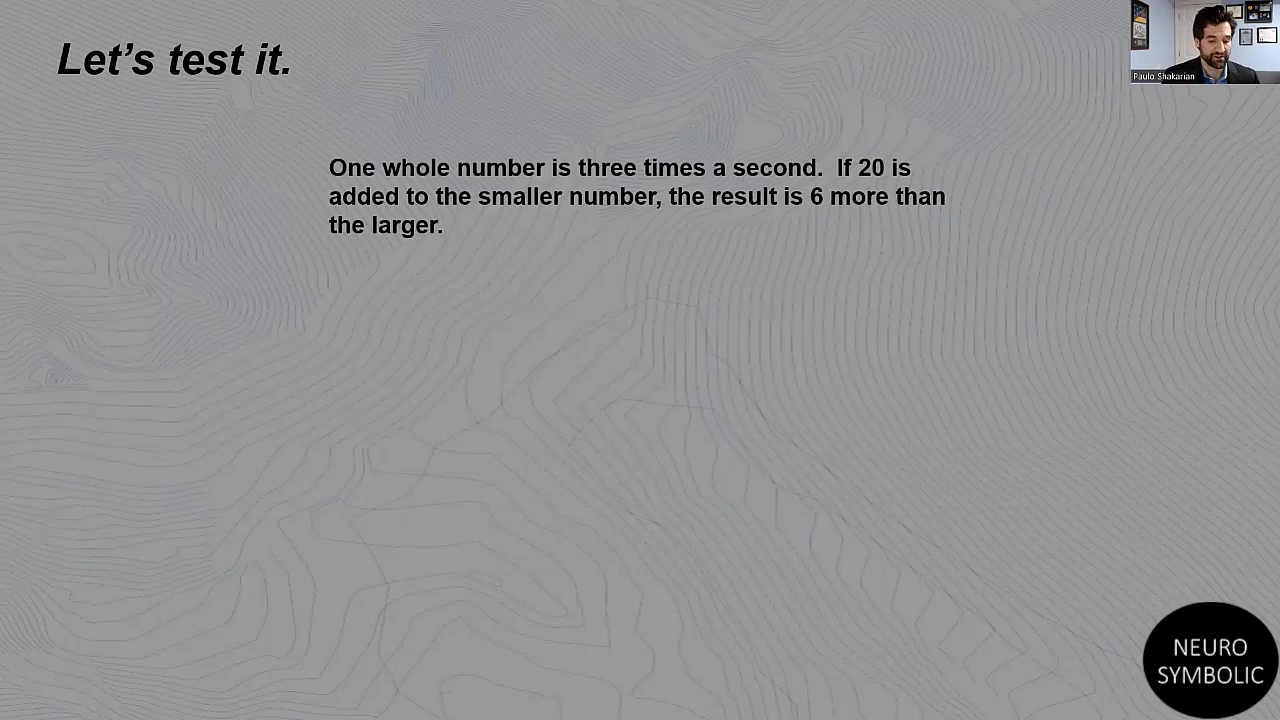 Let's test it.
Paulo Shakarian
One whole number is three times a second.  If 20 is
added to the smaller number, the result is 6 more than
the larger.
NEURO
SYMBOLIC